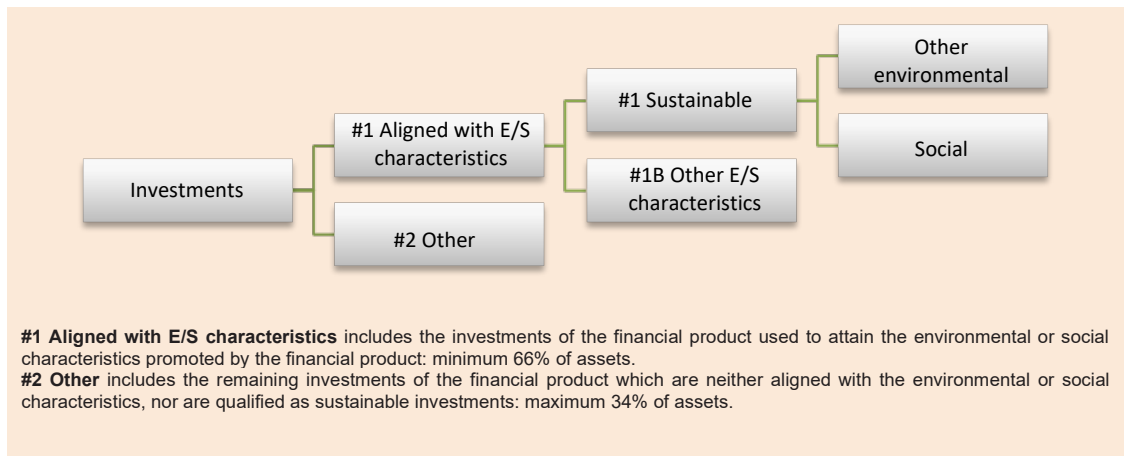 Other
environmental
#1 Sustainable
#1 Aligned with E/S
characteristics
Social
#1B Other E/S
characteristics
Investments
#2 Other
#1 Aligned with E/S characteristics includes the investments of the financial product used to attain the environmental or social
characteristics promoted by the financial product: minimum 66% of assets.
#2 Other includes the remaining investments of the financial product which are neither aligned with the environmental or social
characteristics, nor are qualified as sustainable investments: maximum 34% of assets.